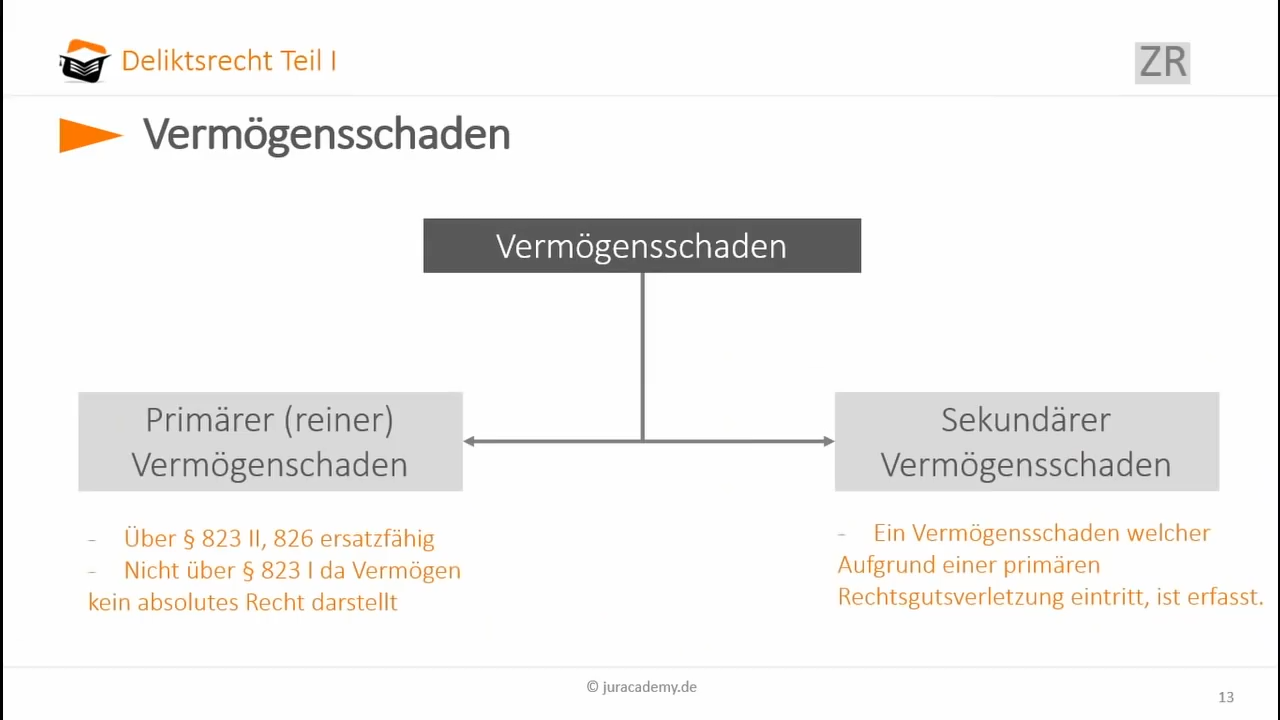 Deliktsrecht Teil I
ZR
Vermögensschaden
Vermögensschaden
Primärer (reiner)
Vermögenschaden
- Über § 823 II, 826 ersatzfähig
- Nicht über § 823 I da Vermögen
kein absolutes Recht darstellt
Sekundärer
Vermögensschaden
- Ein Vermögensschaden welcher
Aufgrund einer primären
Rechtsgutsverletzung eintritt, ist erfasst.
© juracademy.de
13